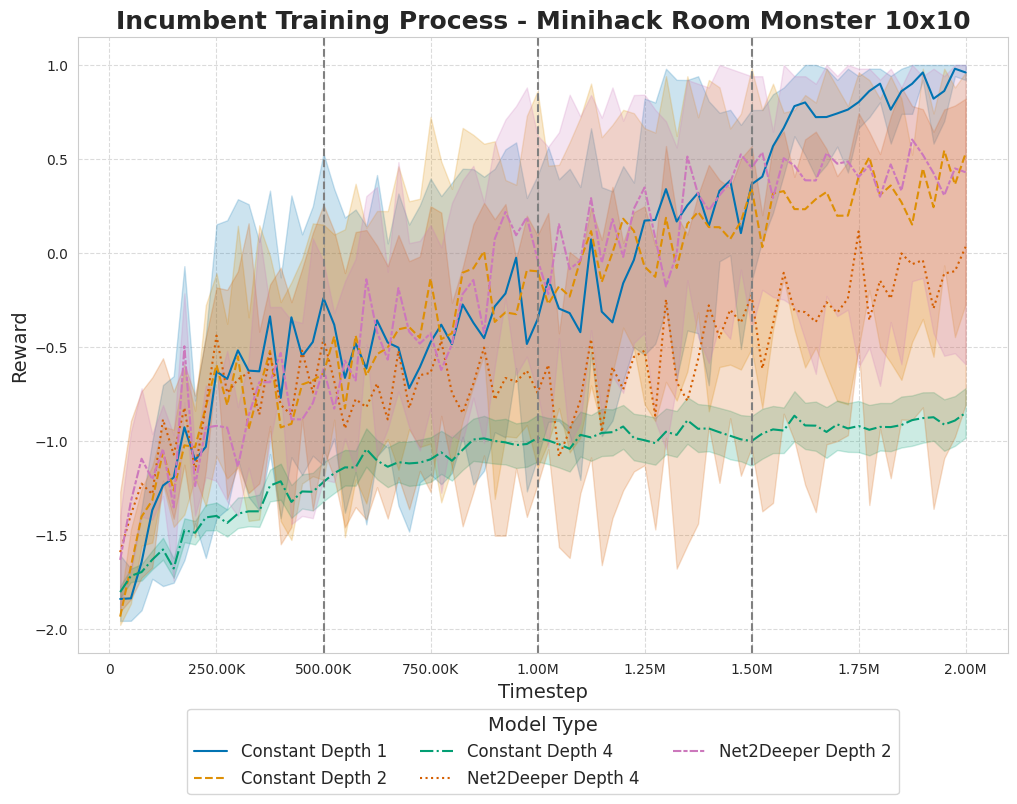 Incumbent Training Process - Minihack Room Monster 10x10
Reward
1.0
0.5
0.0
−0.5
−1.0
−1.5
−2.0
0 250.00K 500.00K 750.00K 1.00M 1.25M 1.50M 1.75M 2.00M
Timestep
Model Type
Constant Depth 1 Constant Depth 4 Net2Deeper Depth 2
Constant Depth 2 Net2Deeper Depth 4